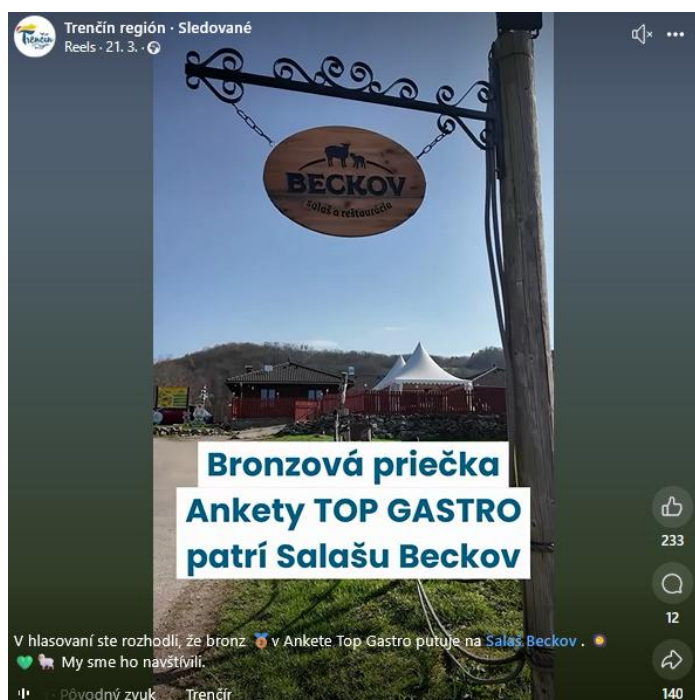 Trenčín región · Sledované
Reels · 21. 3. ·
Trenčín
BECKOV
salaš a reštaurácia
Bronzová priečka
Ankety TOP GASTRO
patrí Salašu Beckov
233
12
V hlasovaní ste rozhodli, že bronz 🥉 v Ankete Top Gastro putuje na Salas Beckov . 🏵️
💚 🐑 My sme ho navštívili.
Pôvodný zvuk Trenčír
140